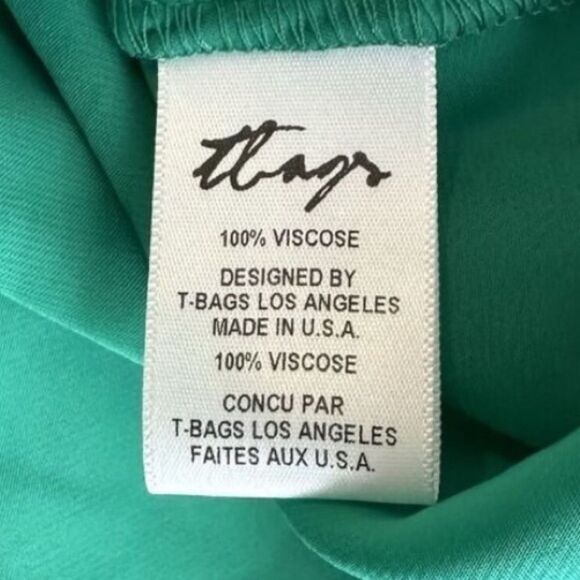 tbags
100% VISCOSE
DESIGNED BY
T-BAGS LOS ANGELES
MADE IN U.S.A.
100% VISCOSE
CONCU PAR
T-BAGS LOS ANGELES
FAITES AUX U.S.A.